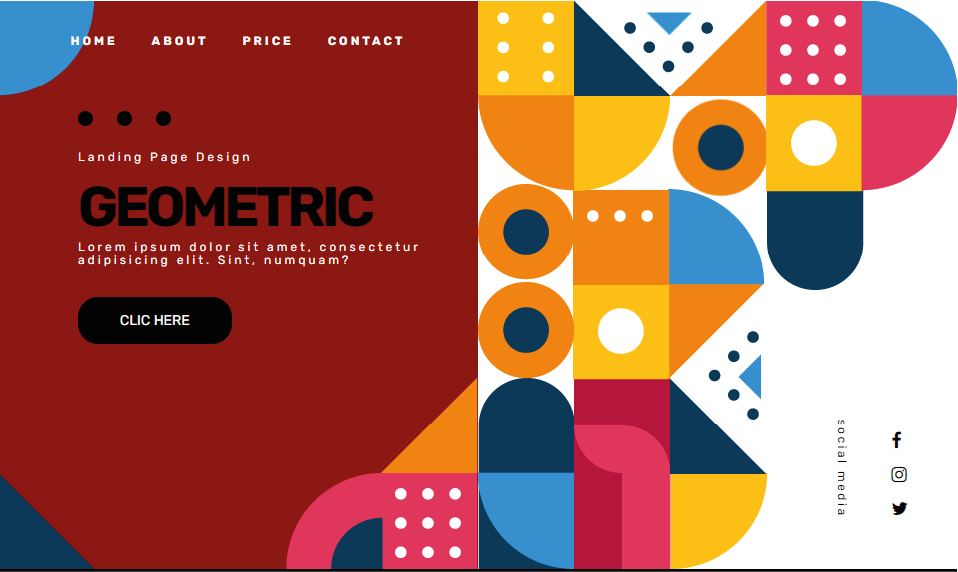 HOME ABOUT PRICE CONTACT
Landing Page Design
GEOMETRIC
Lorem ipsum dolor sit amet, consectetur
adipisicing elit. Sint, numquam?
CLIC HERE
social media